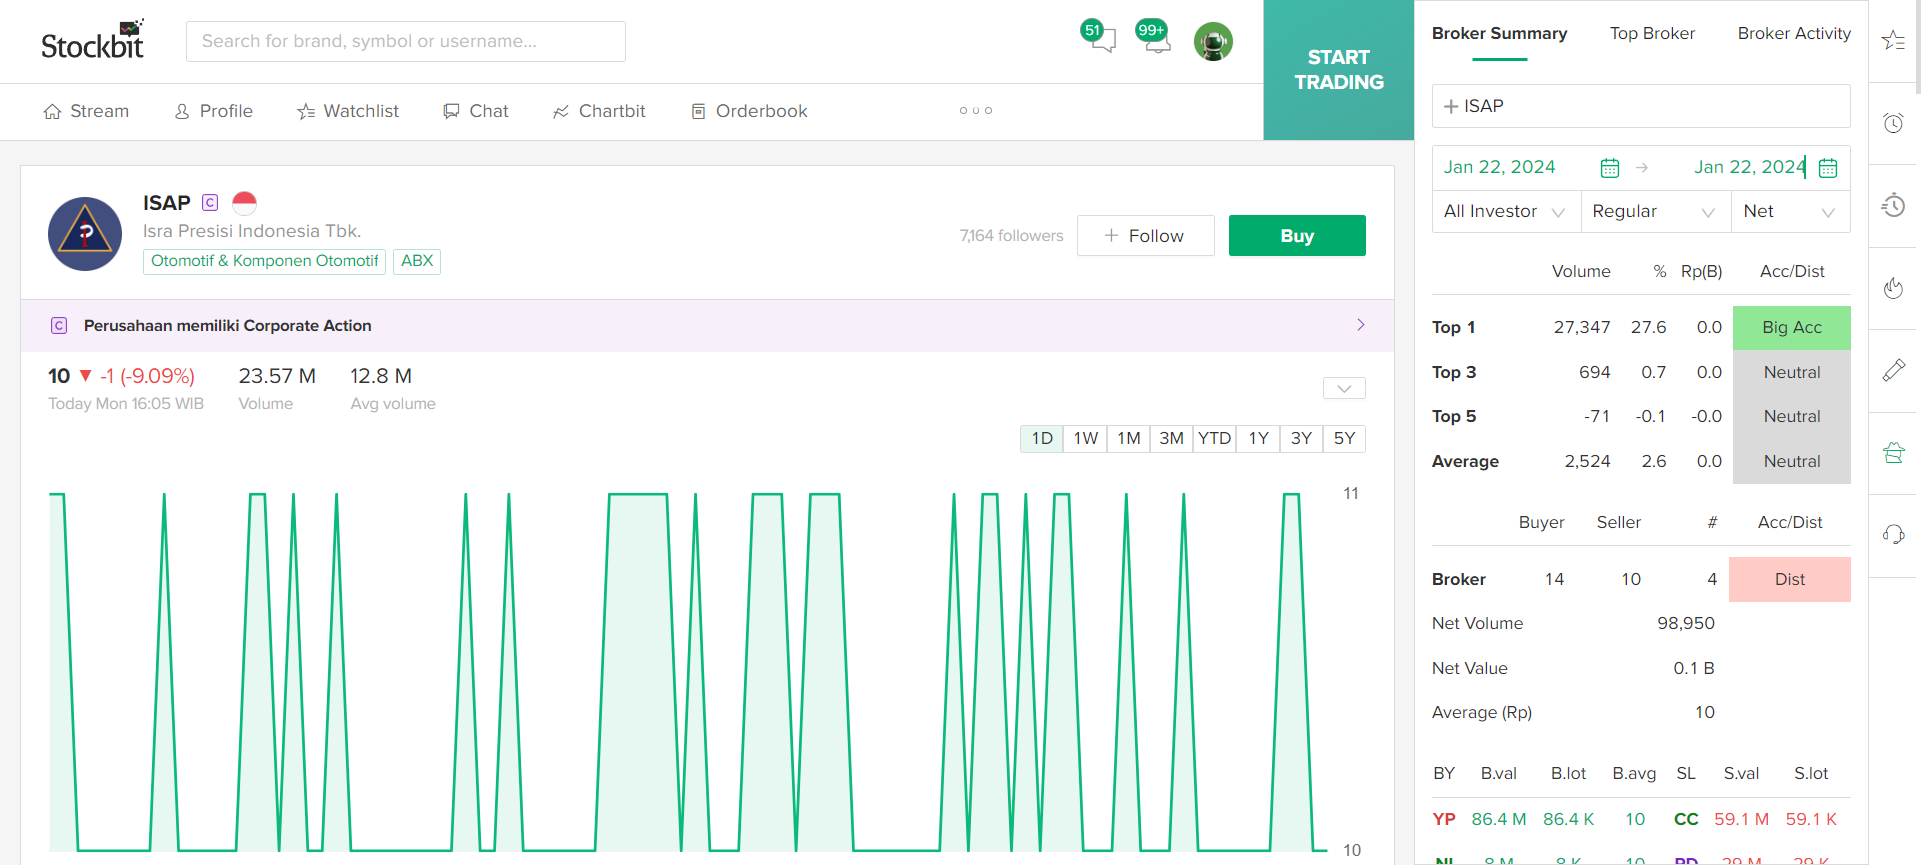 Stockbit
Search for brand, symbol or username...
51
99+
START
TRADING
Stream
Profile
Watchlist
Chat
Chartbit
Orderbook
ISAP C
Isra Presisi Indonesia Tbk.
Otomotif & Komponen Otomotif
ABX
7,164 followers
+ Follow
Buy
C Perusahaan memiliki Corporate Action
10 ▼ -1 (-9.09%)
23.57 M
12.8 M
Today Mon 16:05 WIB
Volume
Avg volume
1D 1W 1M 3M YTD 1Y 3Y 5Y
11
10
Broker Summary Top Broker Broker Activity
+ ISAP
Jan 22, 2024 → Jan 22, 2024
All Investor Regular Net
Volume % Rp(B) Acc/Dist
Top 1 27,347 27.6 0.0 Big Acc
Top 3 694 0.7 0.0 Neutral
Top 5 -71 -0.1 -0.0 Neutral
Average 2,524 2.6 0.0 Neutral
Buyer Seller # Acc/Dist
Broker 14 10 4 Dist
Net Volume 98,950
Net Value 0.1 B
Average (Rp) 10
BY B.val B.lot B.avg SL S.val S.lot
YP 86.4 M 86.4 K 10 CC 59.1 M 59.1 K